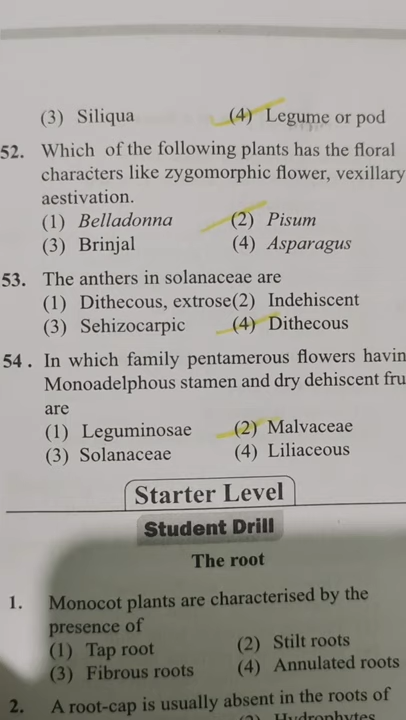 (3) Siliqua (4) Legume or pod
52. Which of the following plants has the floral
characters like zygomorphic flower, vexillary
aestivation.
(1) Belladonna (2) Pisum
(3) Brinjal (4) Asparagus
53. The anthers in solanaceae are
(1) Dithecous, extrose(2) Indehiscent
(3) Sehizocarpic (4) Dithecous
54. In which family pentamerous flowers havin
Monoadelphous stamen and dry dehiscent fru
are
(1) Leguminosae (2) Malvaceae
(3) Solanaceae (4) Liliaceous
Starter Level
Student Drill
The root
1. Monocot plants are characterised by the
presence of
(1) Tap root (2) Stilt roots
(3) Fibrous roots (4) Annulated roots
2. A root-cap is usually absent in the roots of
(2) Hydrophytes